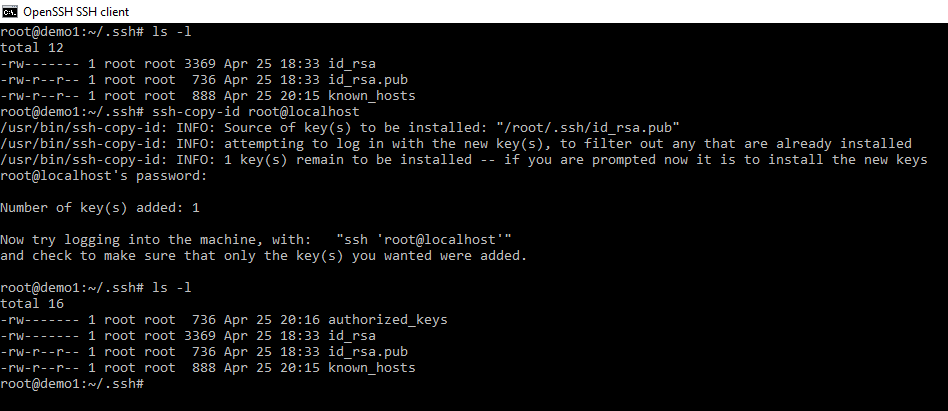 OpenSSH SSH client
root@demo1:~/.ssh# ls -l
total 12
-rw------- 1 root root 3369 Apr 25 18:33 id_rsa
-rw-r--r-- 1 root root  736 Apr 25 18:33 id_rsa.pub
-rw-r--r-- 1 root root  888 Apr 25 20:15 known_hosts
root@demo1:~/.ssh# ssh-copy-id root@localhost
/usr/bin/ssh-copy-id: INFO: Source of key(s) to be installed: "/root/.ssh/id_rsa.pub"
/usr/bin/ssh-copy-id: INFO: attempting to log in with the new key(s), to filter out any that are already installed
/usr/bin/ssh-copy-id: INFO: 1 key(s) remain to be installed -- if you are prompted now it is to install the new keys
root@localhost's password:
Number of key(s) added: 1
Now try logging into the machine, with:   "ssh 'root@localhost'"
and check to make sure that only the key(s) you wanted were added.
root@demo1:~/.ssh# ls -l
total 16
-rw------- 1 root root  736 Apr 25 20:16 authorized_keys
-rw------- 1 root root 3369 Apr 25 18:33 id_rsa
-rw-r--r-- 1 root root  736 Apr 25 18:33 id_rsa.pub
-rw-r--r-- 1 root root  888 Apr 25 20:15 known_hosts
root@demo1:~/.ssh#